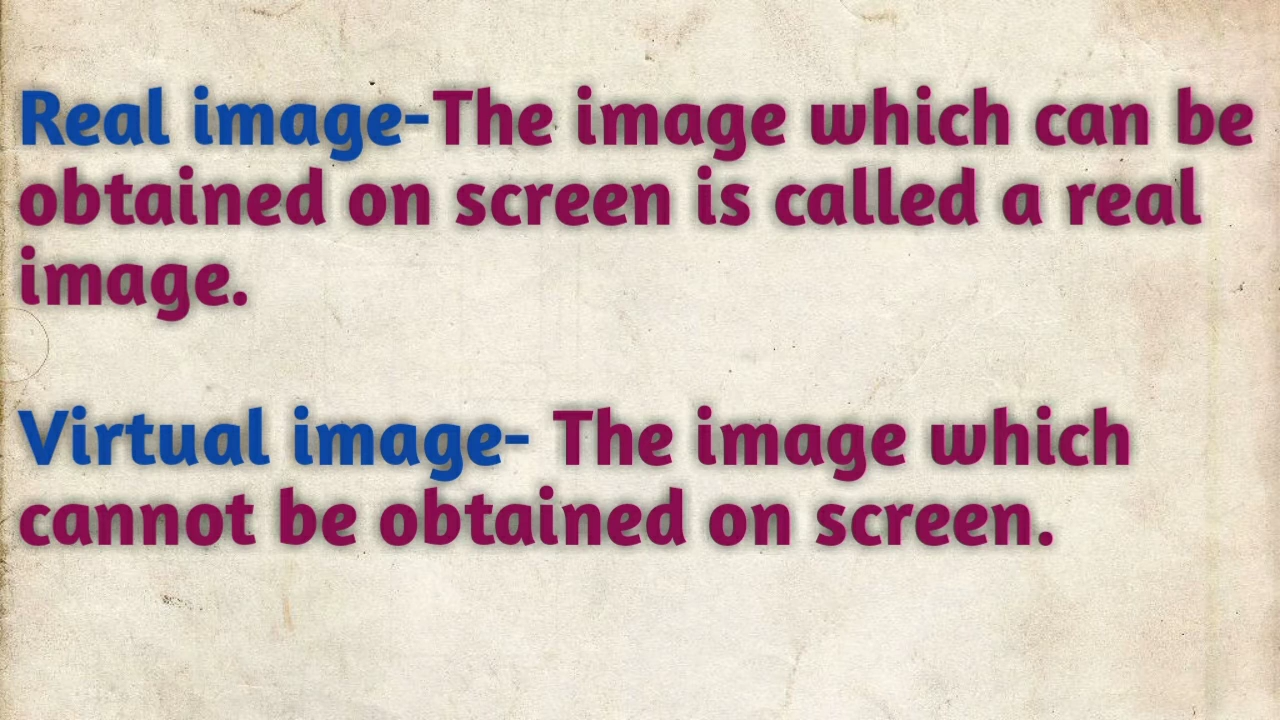 Real image-The image which can be
obtained on screen is called a real
image.
Virtual image- The image which
cannot be obtained on screen.